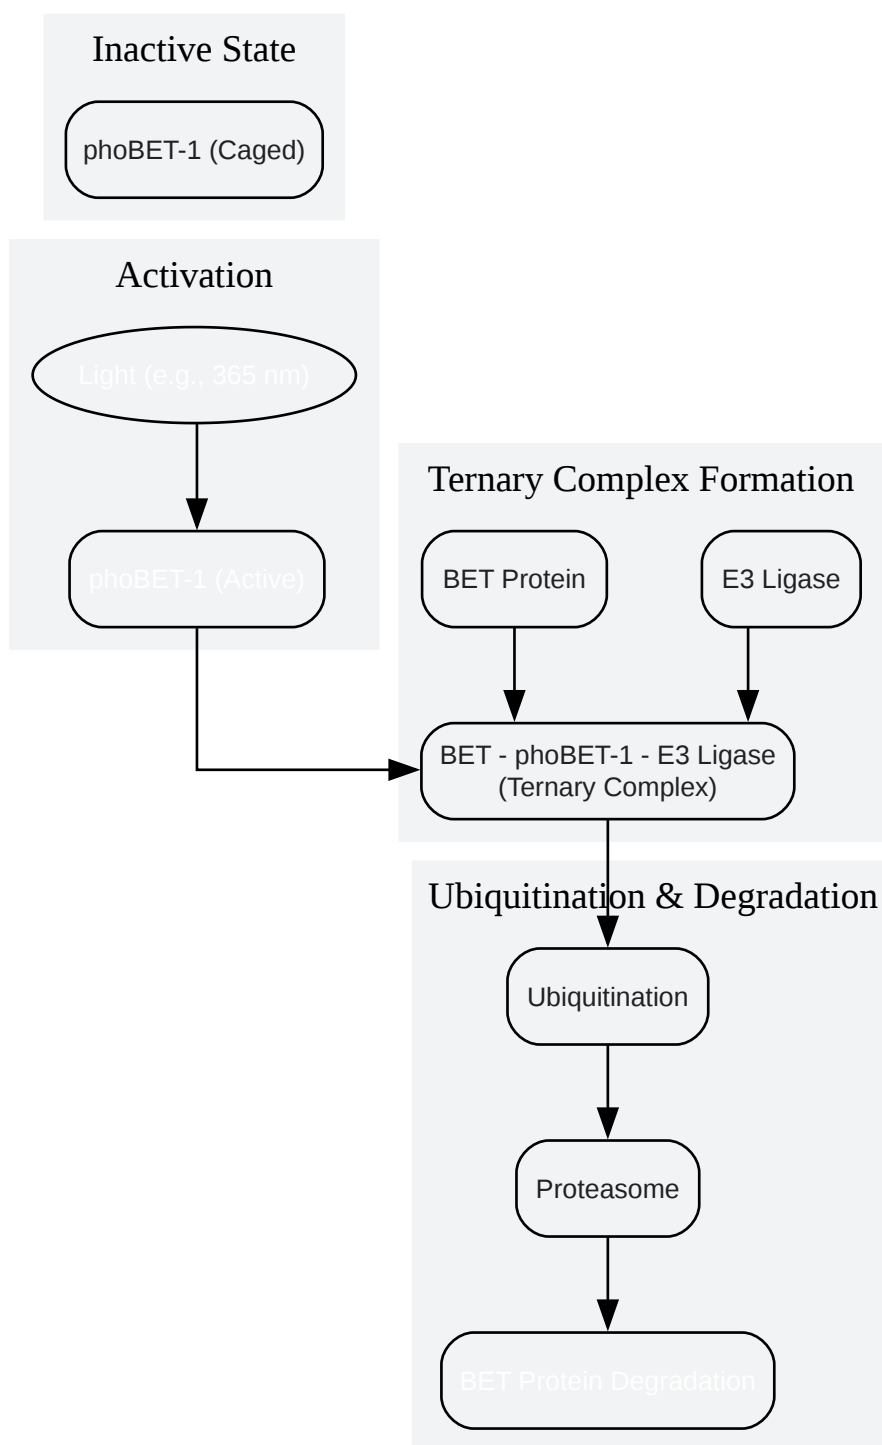 Inactive State
phoBET-1 (Caged)
Activation
Light (e.g., 365 nm)
phoBET-1 (Active)
Ternary Complex Formation
BET Protein
E3 Ligase
BET - phoBET-1 - E3 Ligase
(Ternary Complex)
Ubiquitination & Degradation
Ubiquitination
Proteasome
BET Protein Degradation